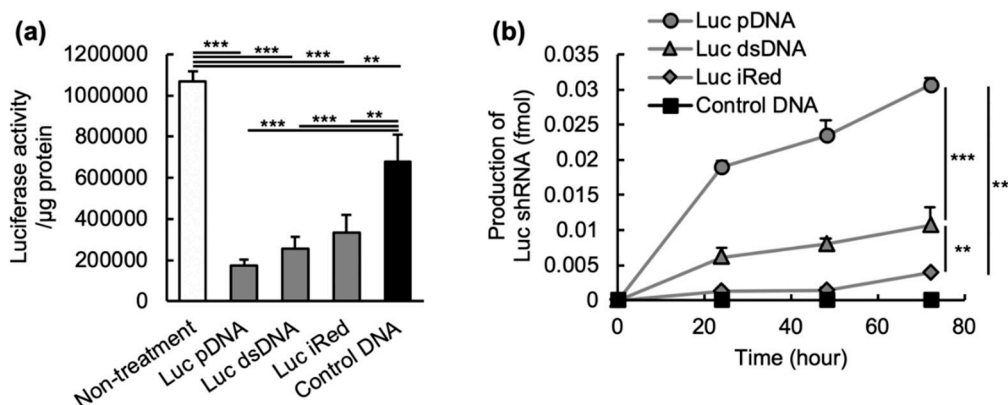 (a)
Luciferase activity
/µg protein
1200000
1000000
800000
600000
400000
200000
0
***
***
***
**
***
***
**
Non-treatment
Luc pDNA
Luc dsDNA
Luc iRed
Control DNA
(b)
Luc pDNA
Luc dsDNA
Luc iRed
Control DNA
Production of
Luc shRNA (fmol)
0.035
0.03
0.025
0.02
0.015
0.01
0.005
0
0
20
40
60
80
Time (hour)
***
**
**